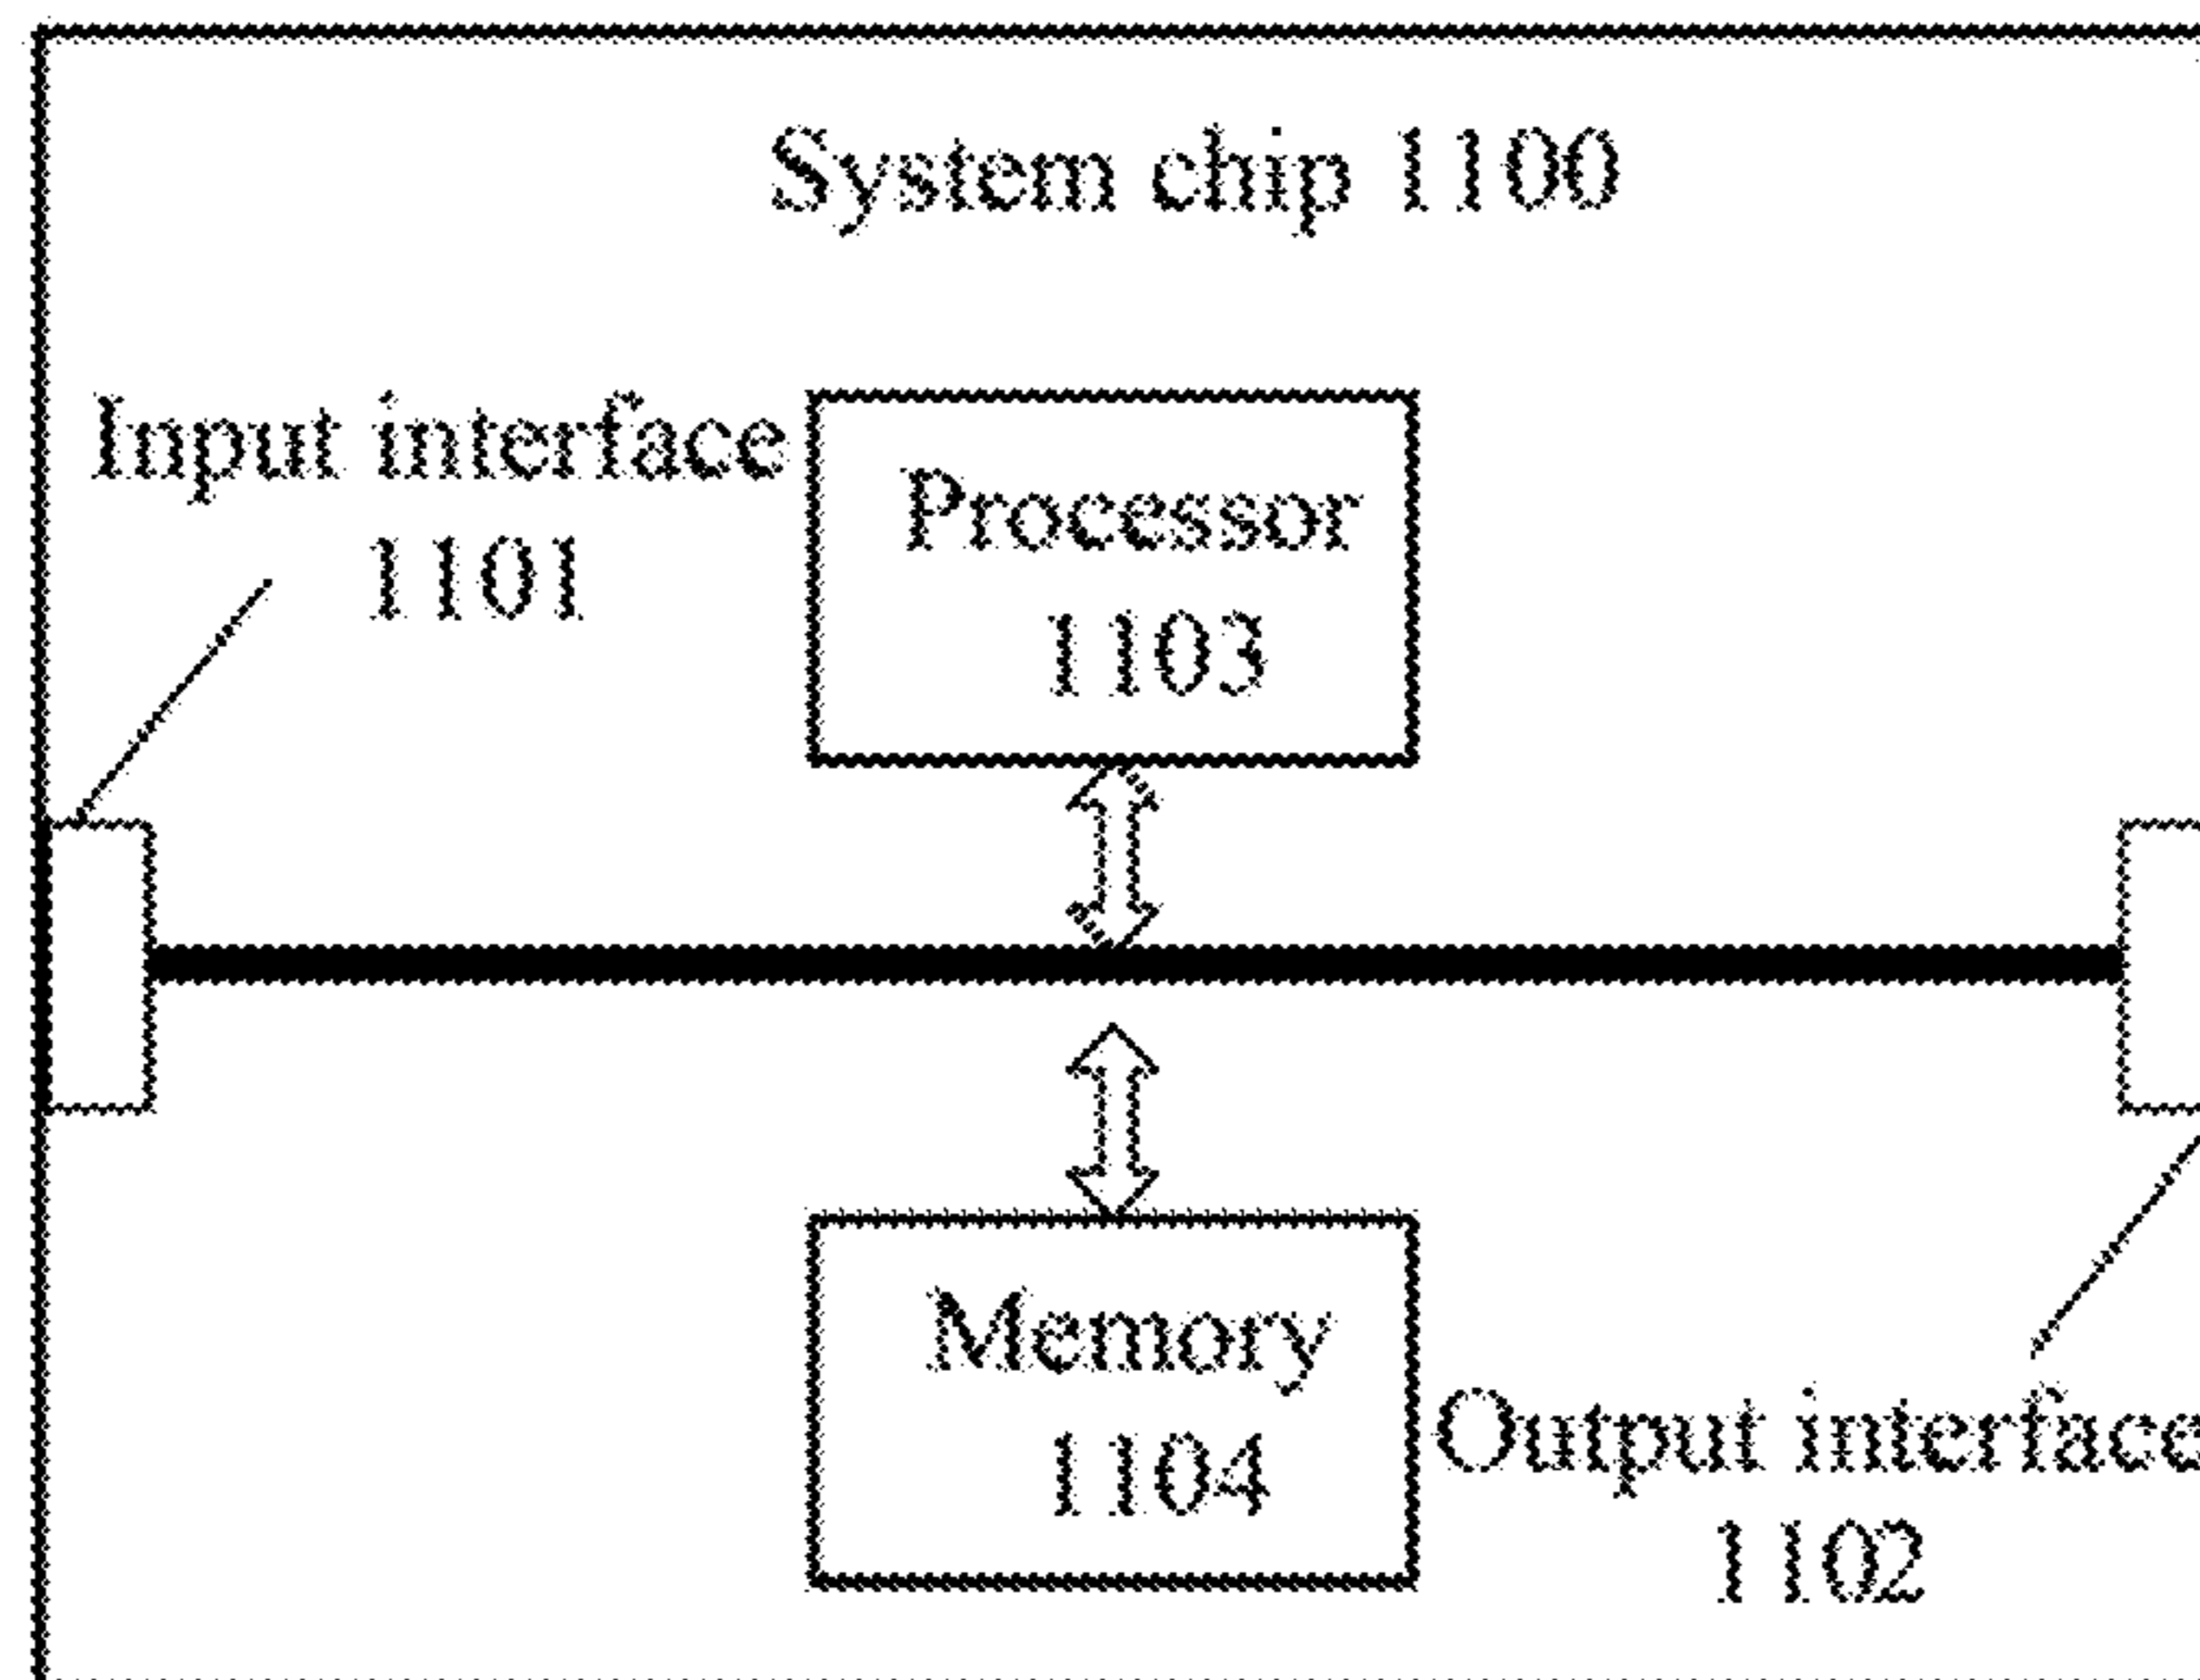 System chip 1100
Input interface
1101
Processor
1103
Memory
1104
Output interface
1102